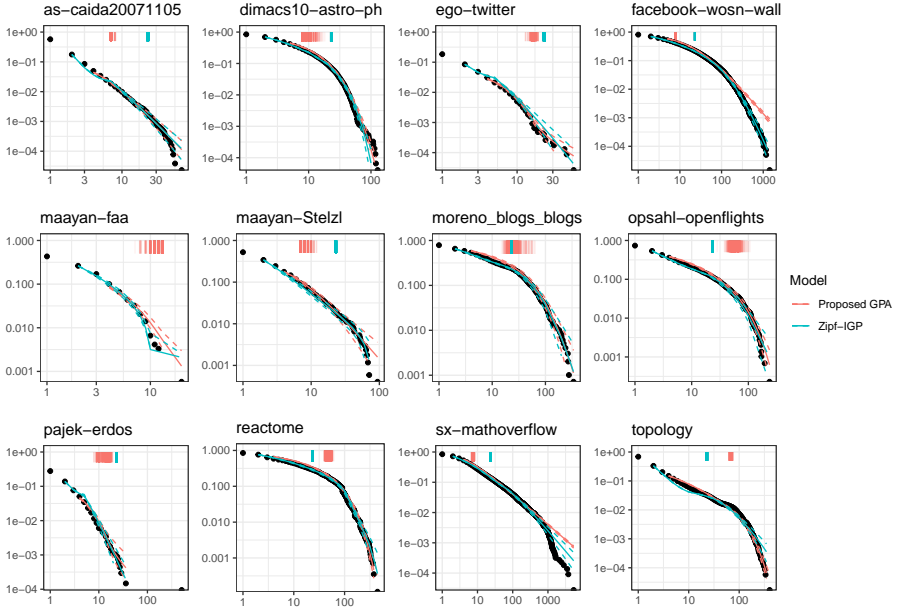 as-caida20071105
dimacs10-astro-ph
ego-twitter
facebook-wosn-wall
1e+00
1e-01
1e-02
1e-03
1e-04
1 3 10 30
1e+00
1e-01
1e-02
1e-03
1e-04
1 10 100
1e+00
1e-01
1e-02
1e-03
1e-04
1 3 10 30
1e+00
1e-01
1e-02
1e-03
1e-04
1 10 100 1000
maayan-faa
maayan-Stelzl
moreno_blogs_blogs
opsahl-openflights
1.000
0.100
0.010
0.001
1 3 10
1.000
0.100
0.010
0.001
1 10 100
1.000
0.100
0.010
0.001
1 10 100
1.000
0.100
0.010
0.001
1 10 100
Model
Proposed GPA
Zipf-IGP
pajek-erdos
reactome
sx-mathoverflow
topology
1e+00
1e-01
1e-02
1e-03
1e-04
10 100
1.000
0.100
0.010
0.001
1 10 100
1e+00
1e-01
1e-02
1e-03
1e-04
1 10 100 1000
1e+00
1e-01
1e-02
1e-03
1e-04
1 10 100